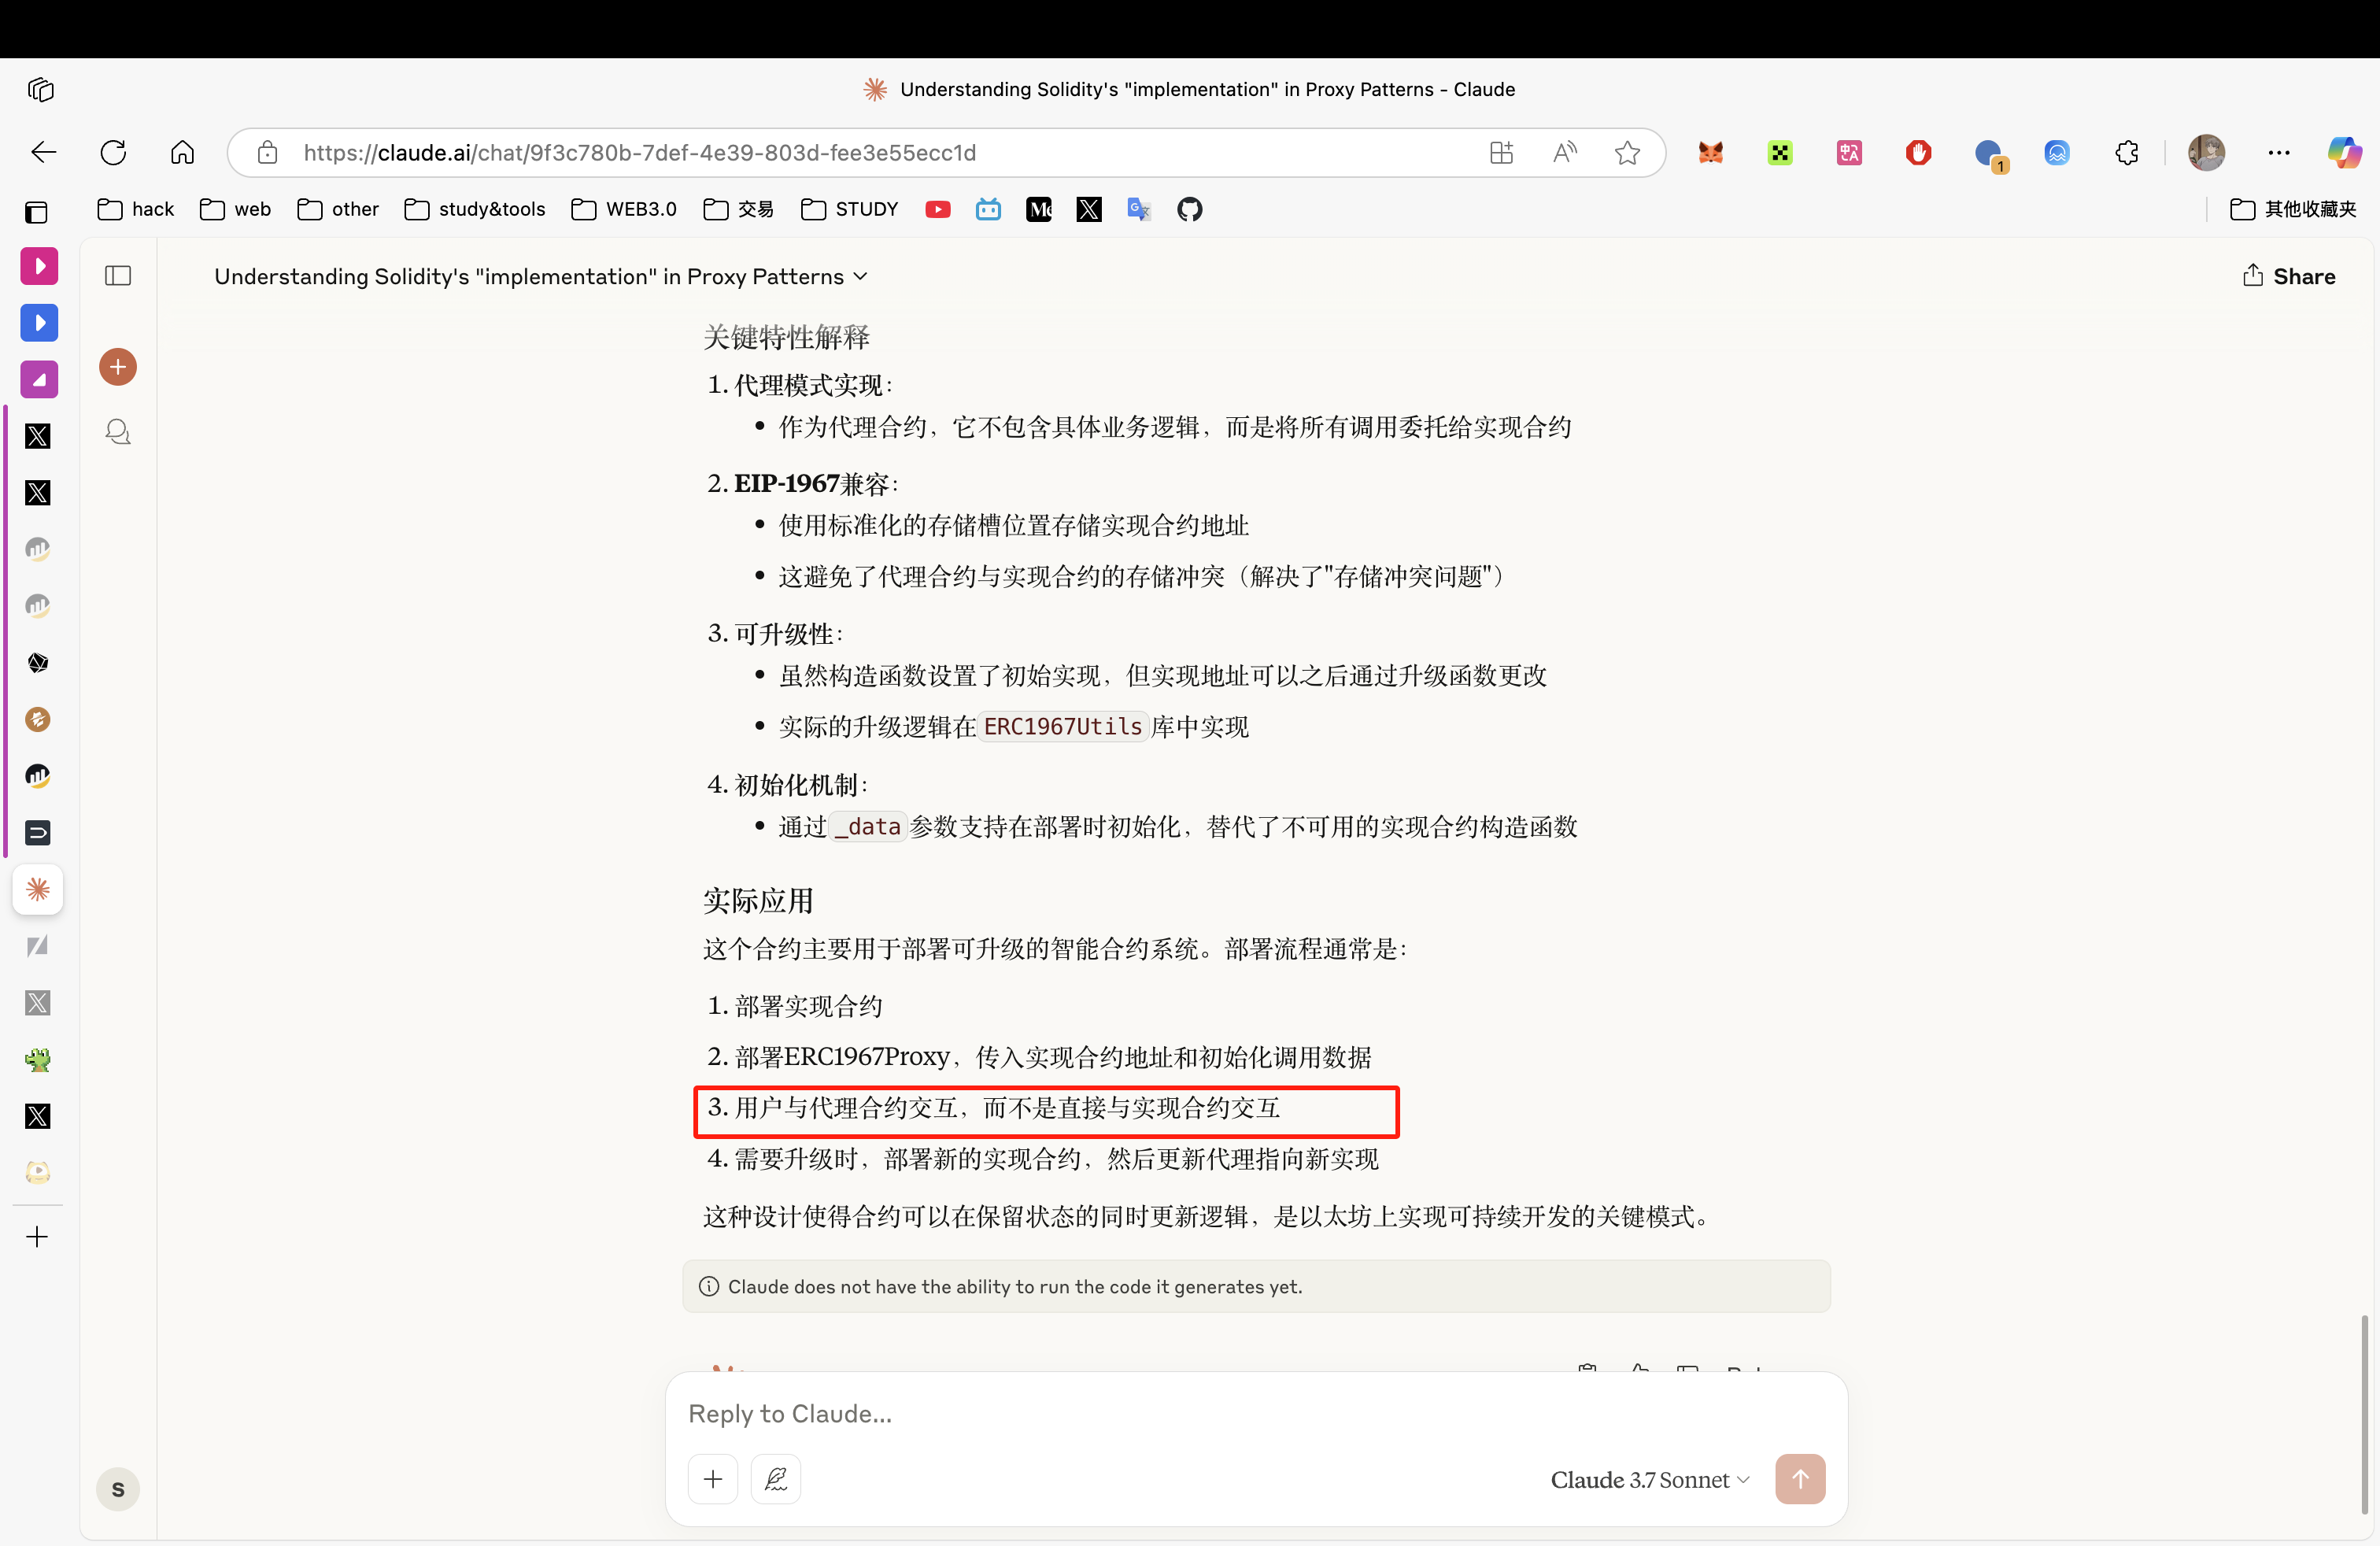 Understanding Solidity's "implementation" in Proxy Patterns - Claude
https://claude.ai/chat/9f3c780b-7def-4e39-803d-fee3e55ecc1d
1
hack
web
other
study&tools
WEB3.0
交易
STUDY
其他收藏夹
Understanding Solidity's "implementation" in Proxy Patterns
Share
关键特性解释
1. 代理模式实现：
• 作为代理合约，它不包含具体业务逻辑，而是将所有调用委托给实现合约
2. EIP-1967兼容：
• 使用标准化的存储槽位置存储实现合约地址
• 这避免了代理合约与实现合约的存储冲突（解决了"存储冲突问题"）
3. 可升级性：
• 虽然构造函数设置了初始实现，但实现地址可以之后通过升级函数更改
• 实际的升级逻辑在ERC1967Utils库中实现
4. 初始化机制：
• 通过_data参数支持在部署时初始化，替代了不可用的实现合约构造函数
实际应用
这个合约主要用于部署可升级的智能合约系统。部署流程通常是：
1. 部署实现合约
2. 部署ERC1967Proxy，传入实现合约地址和初始化调用数据
3. 用户与代理合约交互，而不是直接与实现合约交互
4. 需要升级时，部署新的实现合约，然后更新代理指向新实现
这种设计使得合约可以在保留状态的同时更新逻辑，是以太坊上实现可持续开发的关键模式。
Claude does not have the ability to run the code it generates yet.
Reply to Claude...
Claude 3.7 Sonnet
S